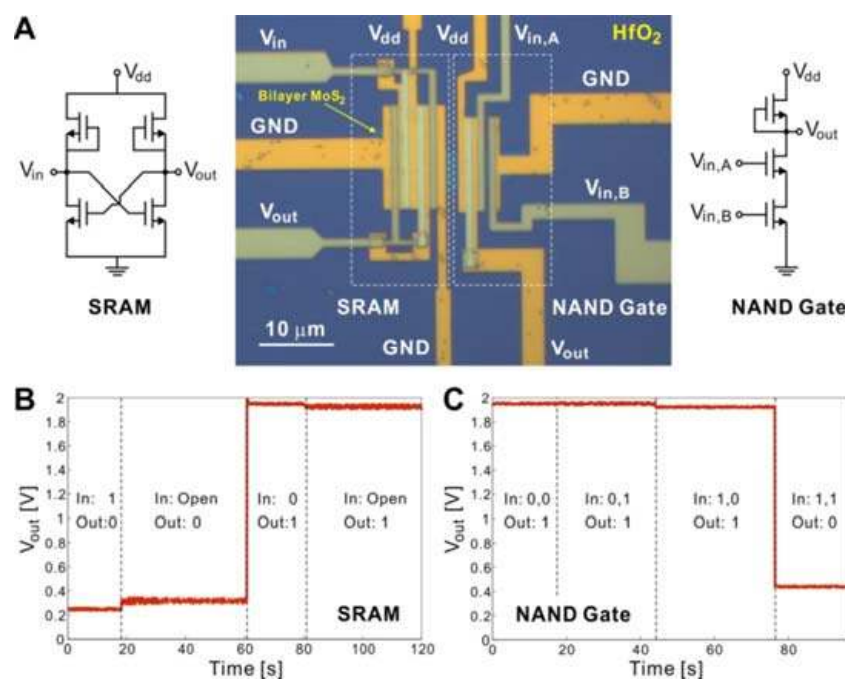 A
V_in
V_dd
V_dd
V_in,A
HfO₂
V_dd
Bilayer MoS₂
GND
GND
V_dd
V_in
V_out
V_out
V_in,A
V_out
V_in,B
V_in,B
SRAM
SRAM
NAND Gate
NAND Gate
10 μm
GND
V_out
B
C
V_out [V]
2
1.8
1.6
1.4
1.2
1
0.8
0.6
0.4
0.2
0
In: 1
Out:0
In: Open
Out: 0
In: 0
Out:1
In: Open
Out: 1
SRAM
0 20 40 60 80 100 120
Time [s]
V_out [V]
2
1.8
1.6
1.4
1.2
1
0.8
0.6
0.4
0.2
0
In: 0,0
Out: 1
In: 0,1
Out: 1
In: 1,0
Out: 1
In: 1,1
Out: 0
NAND Gate
0 20 40 60 80
Time [s]